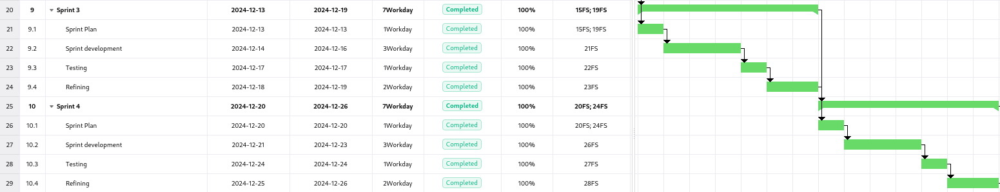 20 9 Sprint 3 2024-12-13 2024-12-19 7Workday Completed 100% 15FS; 19FS
21 9.1 Sprint Plan 2024-12-13 2024-12-13 1Workday Completed 100% 15FS; 19FS
22 9.2 Sprint development 2024-12-14 2024-12-16 3Workday Completed 100% 21FS
23 9.3 Testing 2024-12-17 2024-12-17 1Workday Completed 100% 22FS
24 9.4 Refining 2024-12-18 2024-12-19 2Workday Completed 100% 23FS
25 10 Sprint 4 2024-12-20 2024-12-26 7Workday Completed 100% 20FS; 24FS
26 10.1 Sprint Plan 2024-12-20 2024-12-20 1Workday Completed 100% 20FS; 24FS
27 10.2 Sprint development 2024-12-21 2024-12-23 3Workday Completed 100% 26FS
28 10.3 Testing 2024-12-24 2024-12-24 1Workday Completed 100% 27FS
29 10.4 Refining 2024-12-25 2024-12-26 2Workday Completed 100% 28FS